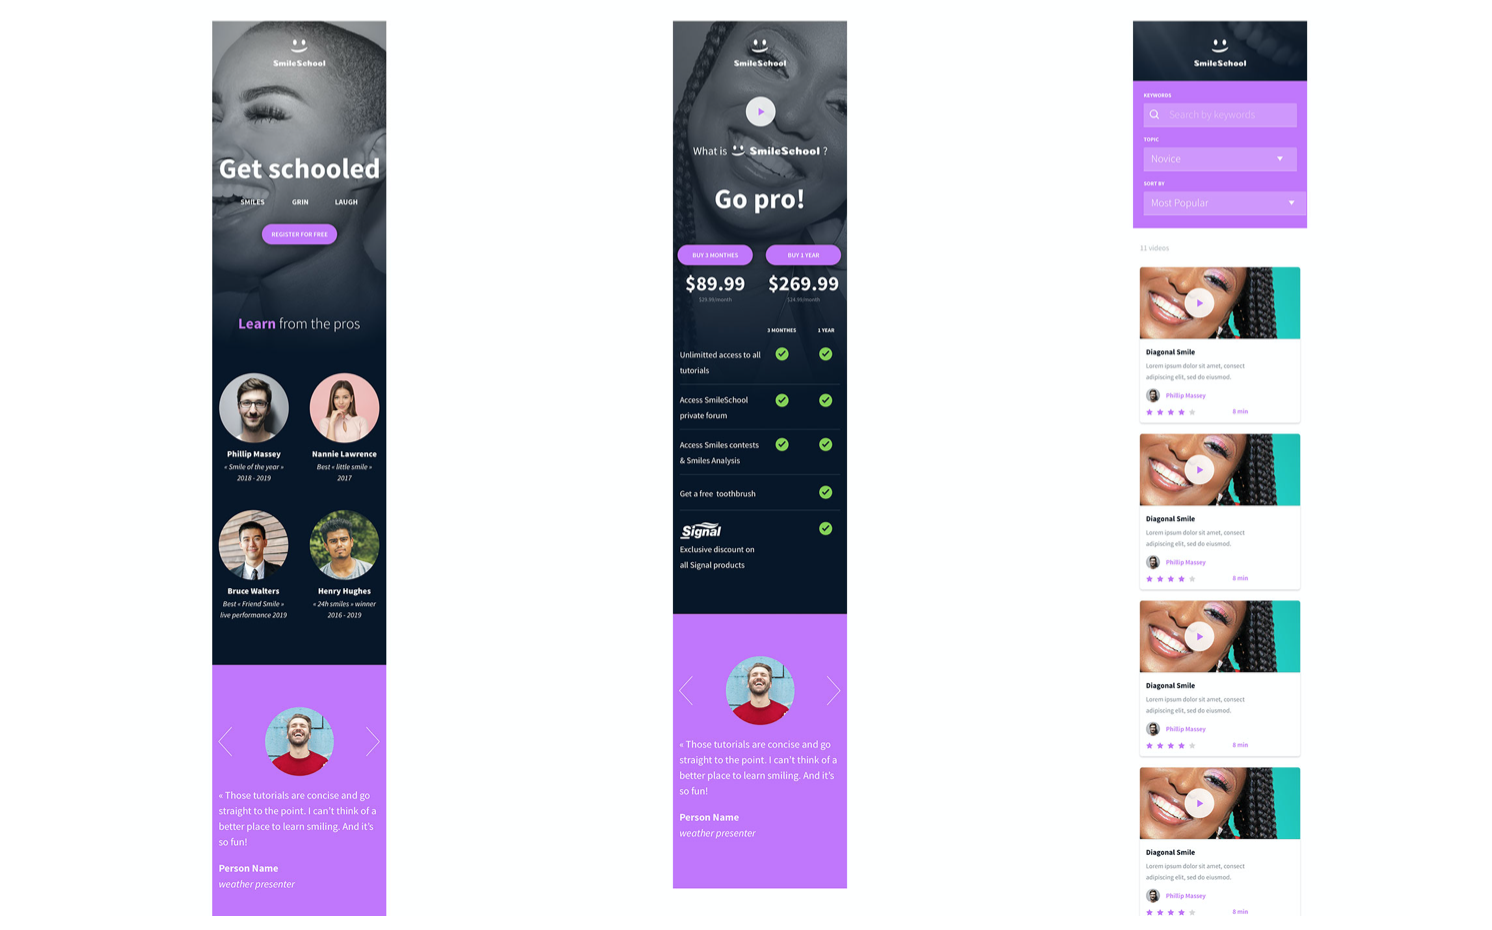 SmileSchool
Get schooled
SMILES GRIN LAUGH
REGISTER FOR FREE
Learn from the pros
Phillip Massey
« Smile of the year »
2018 - 2019
Nannie Lawrence
Best « little smile »
2017
Bruce Walters
Best « Friend Smile »
live performance 2019
Henry Hughes
« 24h smiles » winner
2016 - 2019
« Those tutorials are concise and go
straight to the point. I can't think of a
better place to learn smiling. And it's
so fun!
Person Name
weather presenter
SmileSchool
What is SmileSchool ?
Go pro!
BUY 3 MONTHES
BUY 1 YEAR
$89.99
$269.99
$29.99/month
$24.99/month
3 MONTHES
1 YEAR
Unlimitted access to all
tutorials
Access SmileSchool
private forum
Access Smiles contests
& Smiles Analysis
Get a free toothbrush
Signal
Exclusive discount on
all Signal products
« Those tutorials are concise and go
straight to the point. I can't think of a
better place to learn smiling. And it's
so fun!
Person Name
weather presenter
SmileSchool
KEYWORDS
Search by keywords
TOPIC
Novice
SORT BY
Most Popular
11 videos
Diagonal Smile
Lorem ipsum dolor sit amet, consect
adipiscing elit, sed do eiusmod.
Phillip Massey
8 min
Diagonal Smile
Lorem ipsum dolor sit amet, consect
adipiscing elit, sed do eiusmod.
Phillip Massey
8 min
Diagonal Smile
Lorem ipsum dolor sit amet, consect
adipiscing elit, sed do eiusmod.
Phillip Massey
8 min
Diagonal Smile
Lorem ipsum dolor sit amet, consect
adipiscing elit, sed do eiusmod.
Phillip Massey
8 min